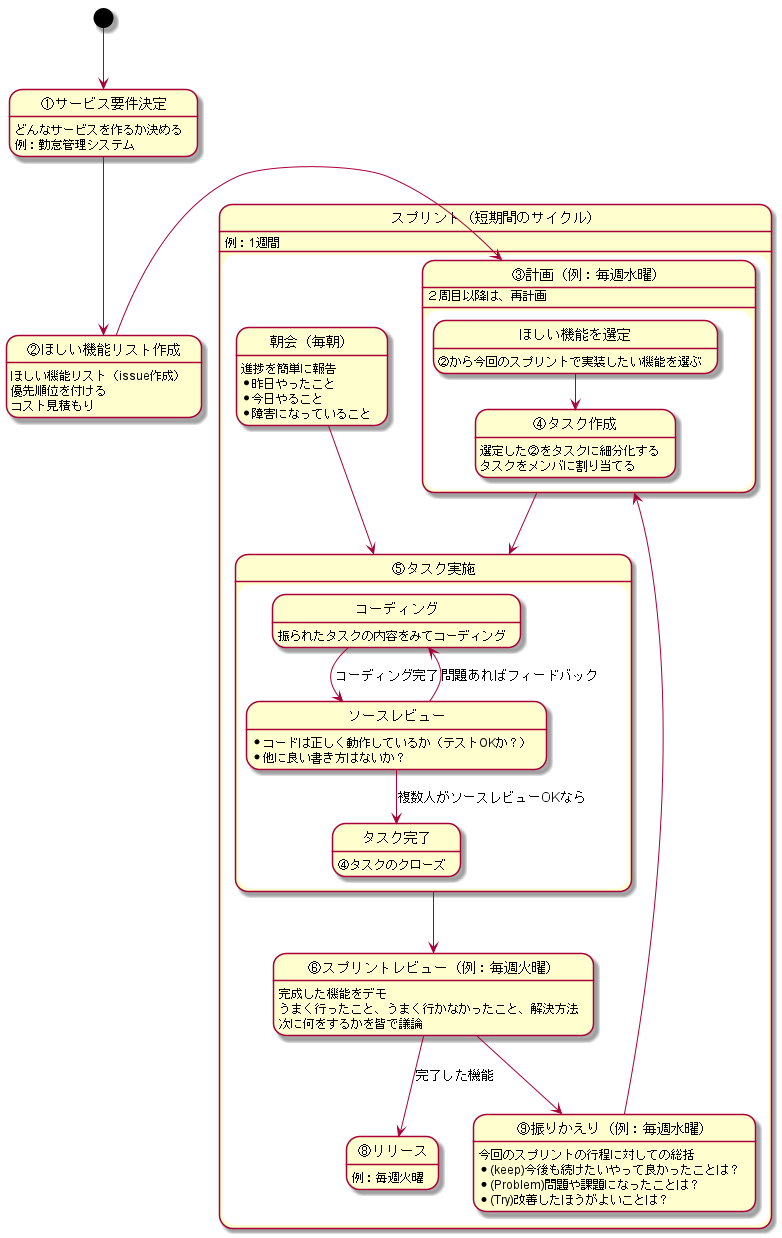 ①サービス要件決定
どんなサービスを作るか決める
例：勤怠管理システム
②ほしい機能リスト作成
ほしい機能リスト（issue作成）
優先順位を付ける
コスト見積もり
スプリント（短期間のサイクル）
例：1週間
③計画（例：毎週水曜）
２周目以降は、再計画
ほしい機能を選定
②から今回のスプリントで実装したい機能を選ぶ
④タスク作成
選定した②をタスクに細分化する
タスクをメンバに割り当てる
朝会（毎朝）
進捗を簡単に報告
•昨日やったこと
•今日やること
•障害になっていること
⑤タスク実施
コーディング
振られたタスクの内容をみてコーディング
コーディング完了
問題あればフィードバック
ソースレビュー
•コードは正しく動作しているか（テストOKか？）
•他に良い書き方はないか？
複数人がソースレビューOKなら
タスク完了
④タスクのクローズ
⑥スプリントレビュー（例：毎週火曜）
完成した機能をデモ
うまく行ったこと、うまく行かなかったこと、解決方法
次に何をするかを皆で議論
完了した機能
⑧リリース
例：毎週火曜
⑨振りかえり（例：毎週水曜）
今回のスプリントの行程に対しての総括
•(keep)今後も続けたいやって良かったことは？
•(Problem)問題や課題になったことは？
•(Try)改善したほうがよいことは？